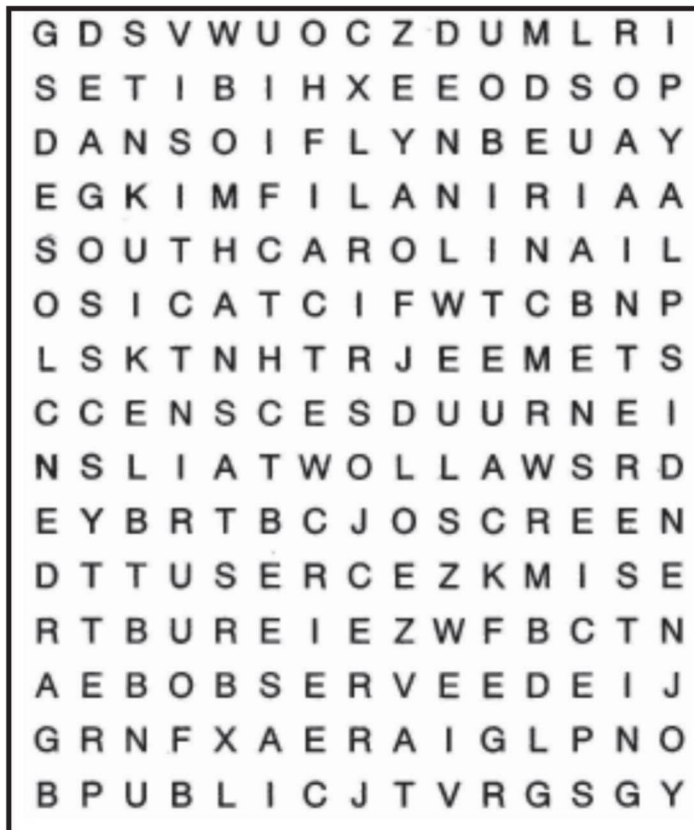 G D S V W U O C Z D U M L R I
S E T I B I H X E E O D S O P
D A N S O I F L Y N B E U A Y
E G K I M F I L A N I R I A A
S O U T H C A R O L I N A I L
O S I C A T C I F W T C B N P
L S K T N H T R J E E M E T S
C C E N S C E S D U U R N E I
N S L I A T W O L L A W S R D
E Y B R T B C J O S C R E E N
D T T U S E R C E Z K M I S E
R T B U R E I E Z W F B C T N
A E B O B S E R V E E D E I J
G R N F X A E R A I G L P N O
B P U B L I C J T V R G S G Y